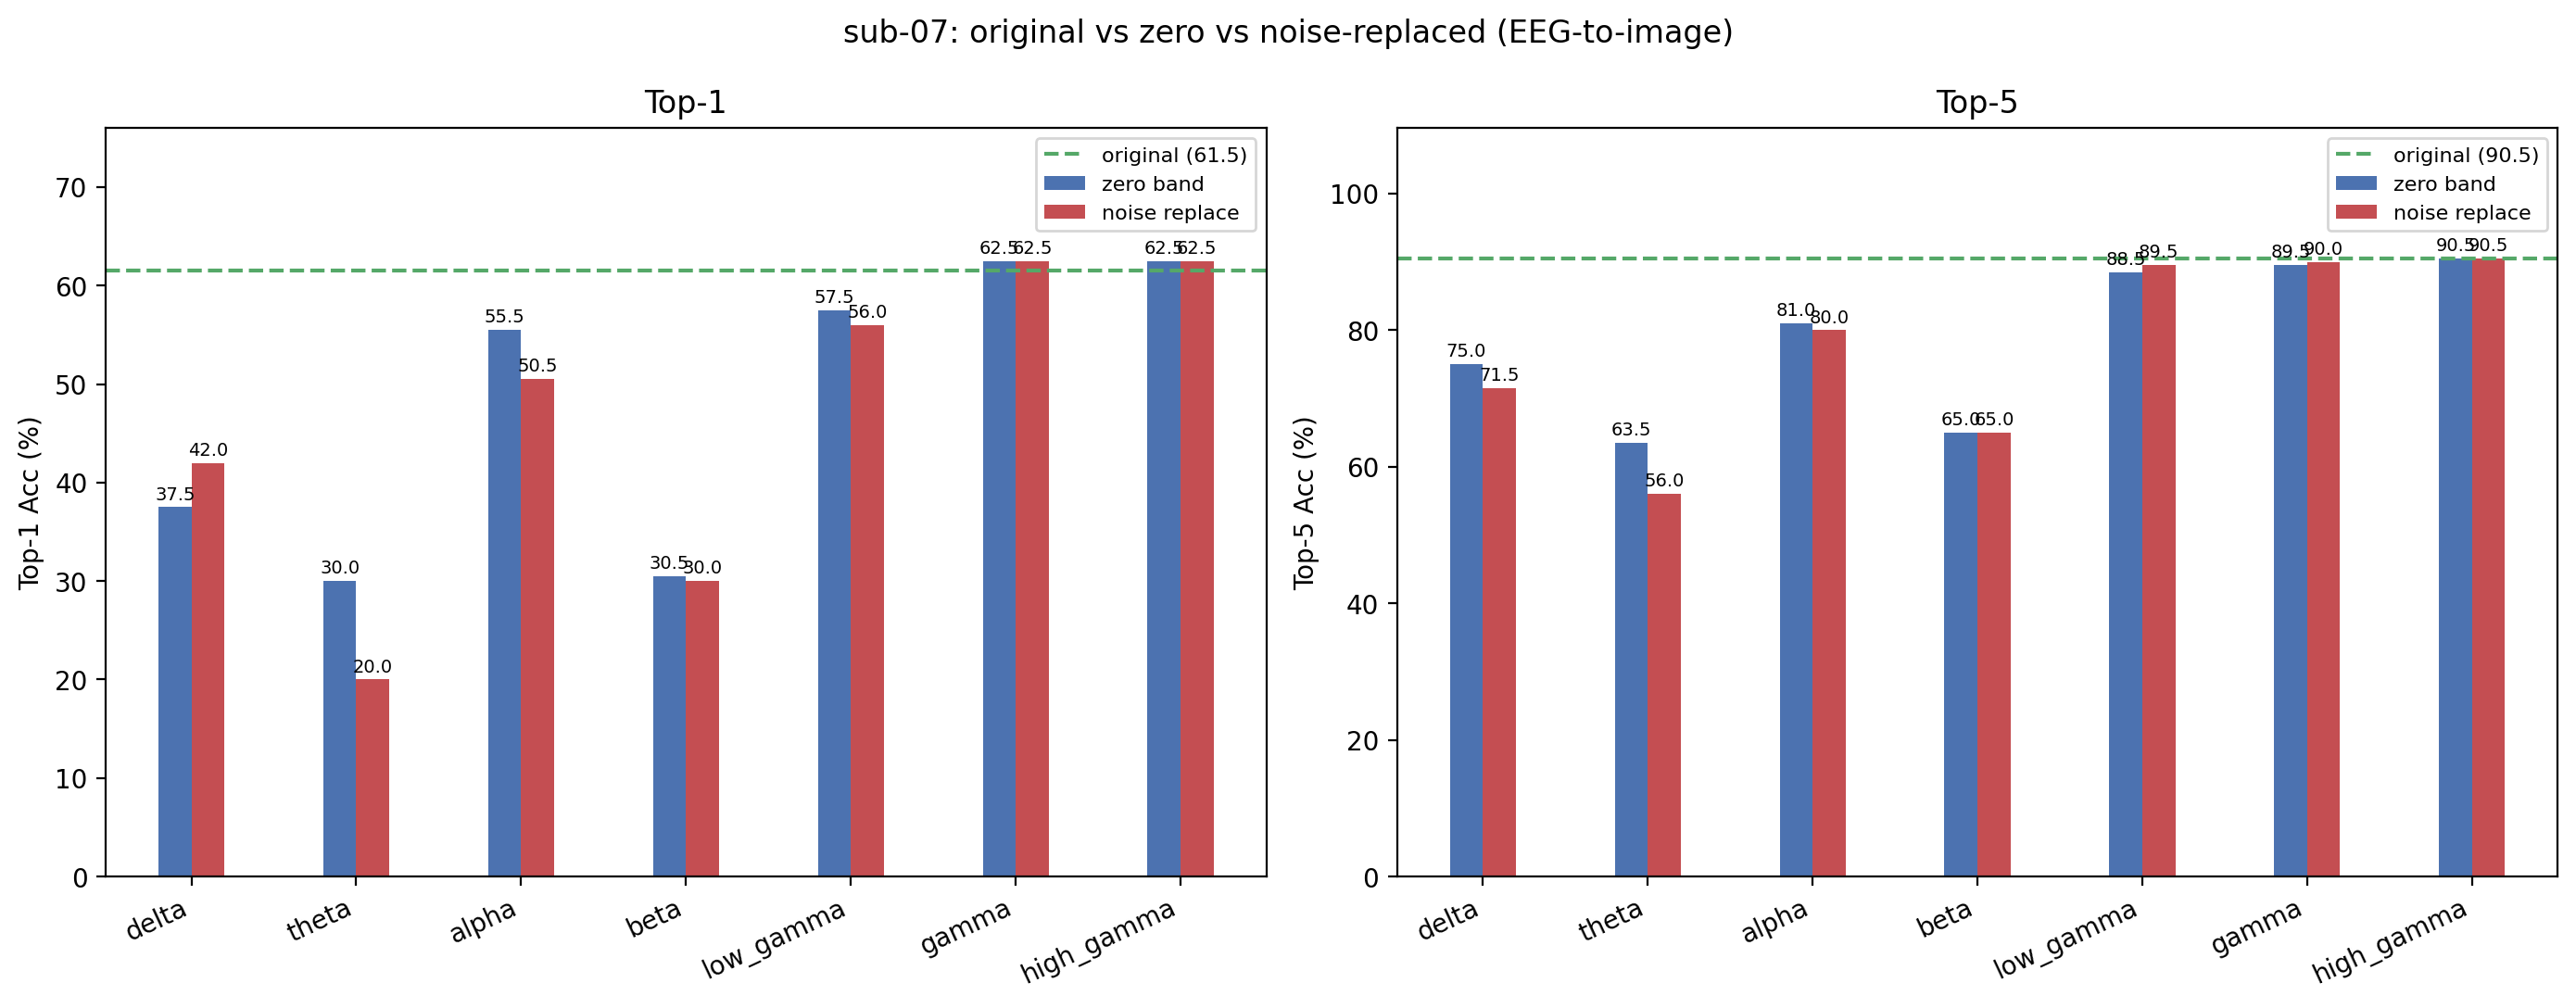 sub-07: original vs zero vs noise-replaced (EEG-to-image)
Top-1
original (61.5)
zero band
noise replace
Top-1 Acc (%)
70
60
50
40
30
20
10
0
37.5
42.0
30.0
20.0
55.5
50.5
30.5
30.0
57.5
56.0
62.5
62.5
62.5
62.5
delta
theta
alpha
beta
low_gamma
gamma
high_gamma
Top-5
original (90.5)
zero band
noise replace
Top-5 Acc (%)
100
80
60
40
20
0
75.0
71.5
63.5
56.0
81.0
80.0
65.0
65.0
88.5
89.5
89.5
90.0
90.5
90.5
delta
theta
alpha
beta
low_gamma
gamma
high_gamma